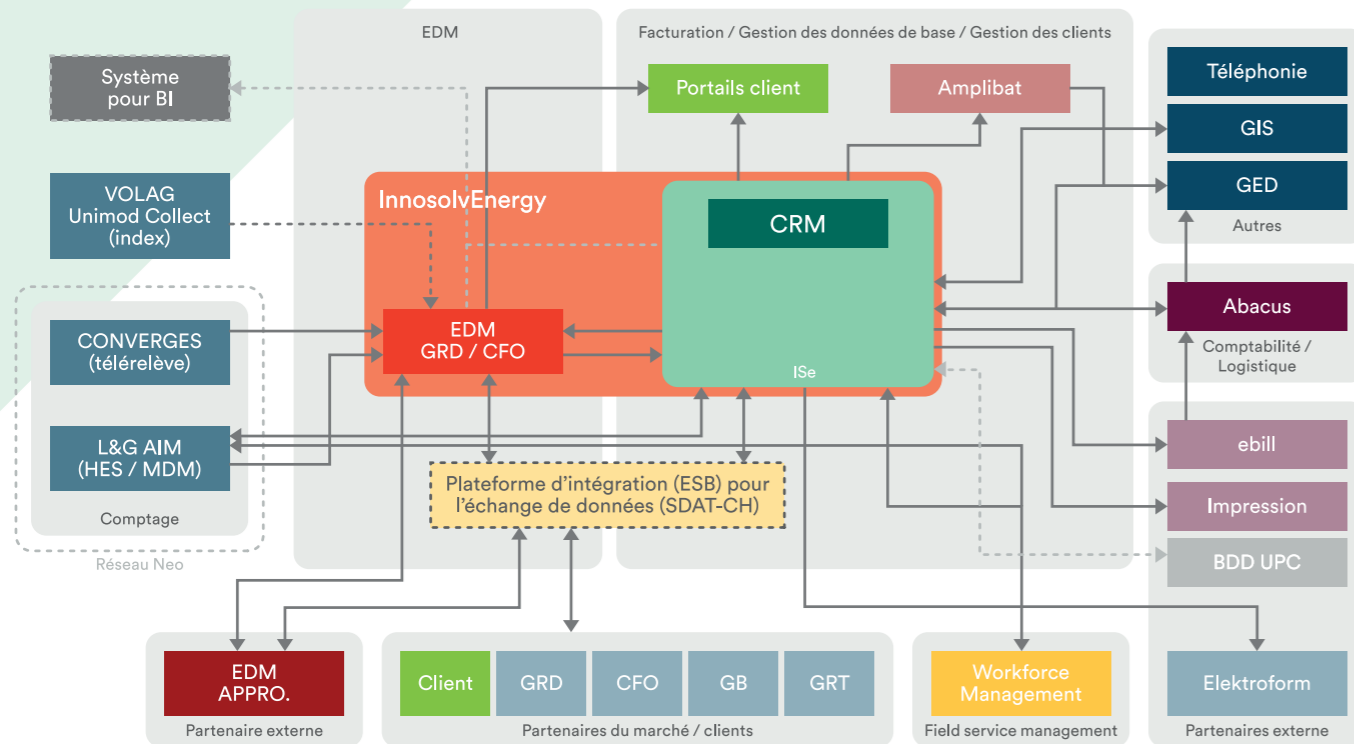 EDM
Facturation / Gestion des données de base / Gestion des clients
Système
pour BI
Portails client
Amplibat
Téléphonie
GIS
GED
Autres
VOLAG
Unimod Collect
(index)
InnosolvEnergy
CRM
EDM
GRD / CFO
ISe
Abacus
Comptabilité /
Logistique
CONVERGES
(télérelève)
L&G AIM
(HES / MDM)
Comptage
Réseau Neo
Plateforme d'intégration (ESB) pour
l'échange de données (SDAT-CH)
ebill
Impression
BDD UPC
EDM
APPRO.
Partenaire externe
Client
GRD
CFO
GB
GRT
Partenaires du marché / clients
Workforce
Management
Field service management
Elektroform
Partenaires externe